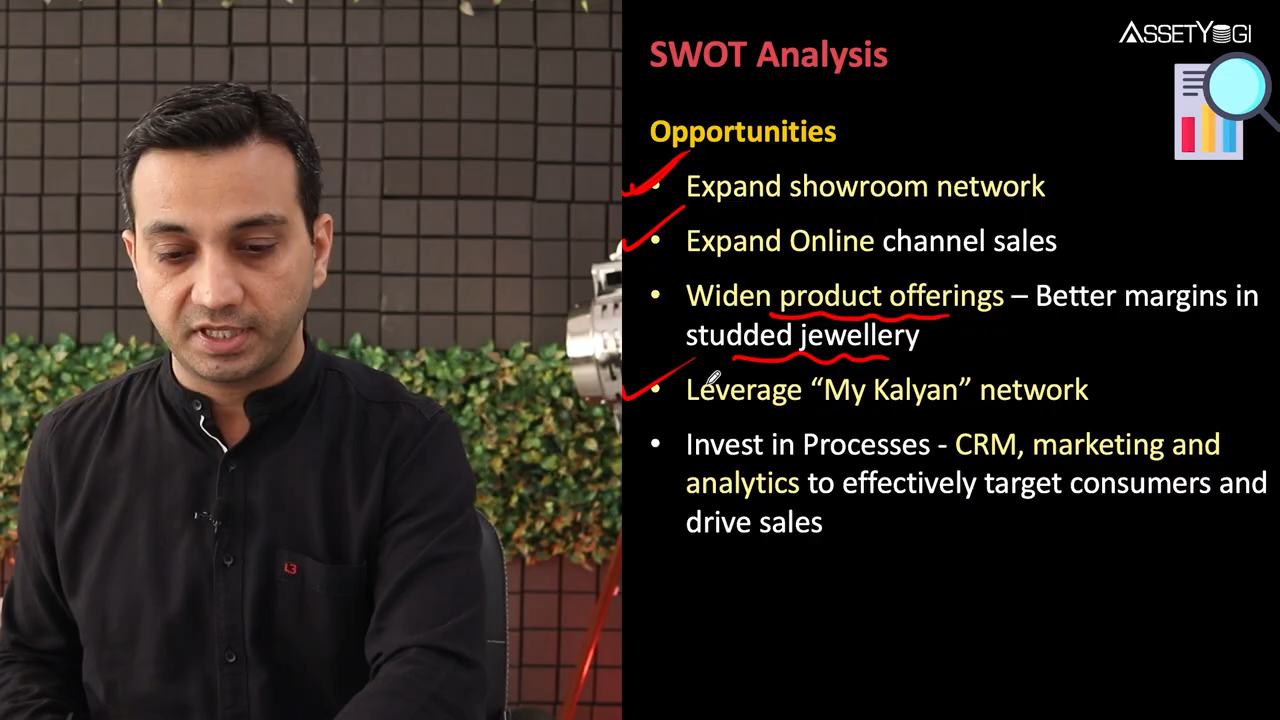 ASSETYOGI
SWOT Analysis
Opportunities
• Expand showroom network
• Expand Online channel sales
• Widen product offerings – Better margins in
studded jewellery
• Leverage “My Kalyan” network
• Invest in Processes - CRM, marketing and
analytics to effectively target consumers and
drive sales
L3